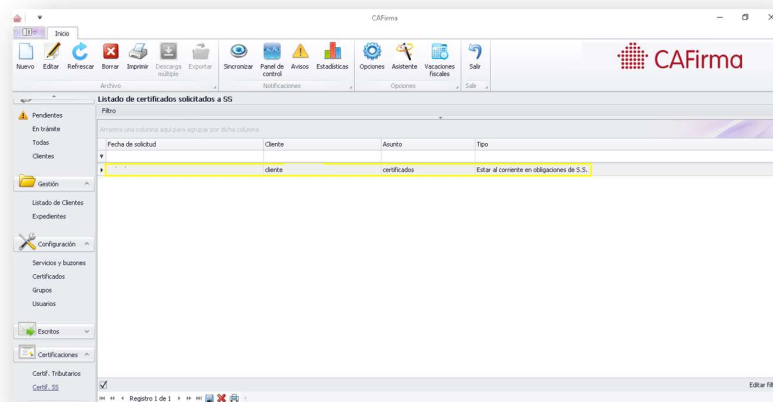 CAFirma
Inicio
Nuevo Editar Refrescar Borrar Imprimir Descarga múltiple Exportar Sincronizar Panel de control Avisos Estadísticas Opciones Asistente Vacaciones fiscales Salir
Archivo Notificaciones Opciones Salir
CAFirma
Listado de certificados solicitados a SS
Filtro
Arrastre una columna aquí para agrupar por dicha columna
Fecha de solicitud Cliente Asunto Tipo
cliente certificados Estar al corriente en obligaciones de S.S.
Pendientes
En trámite
Todas
Clientes
Gestión
Listado de Clientes
Expedientes
Configuración
Servicios y buzones
Certificados
Grupos
Usuarios
Escritos
Certificaciones
Certif. Tributarios
Certif. SS
Editar filt
Registro 1 de 1